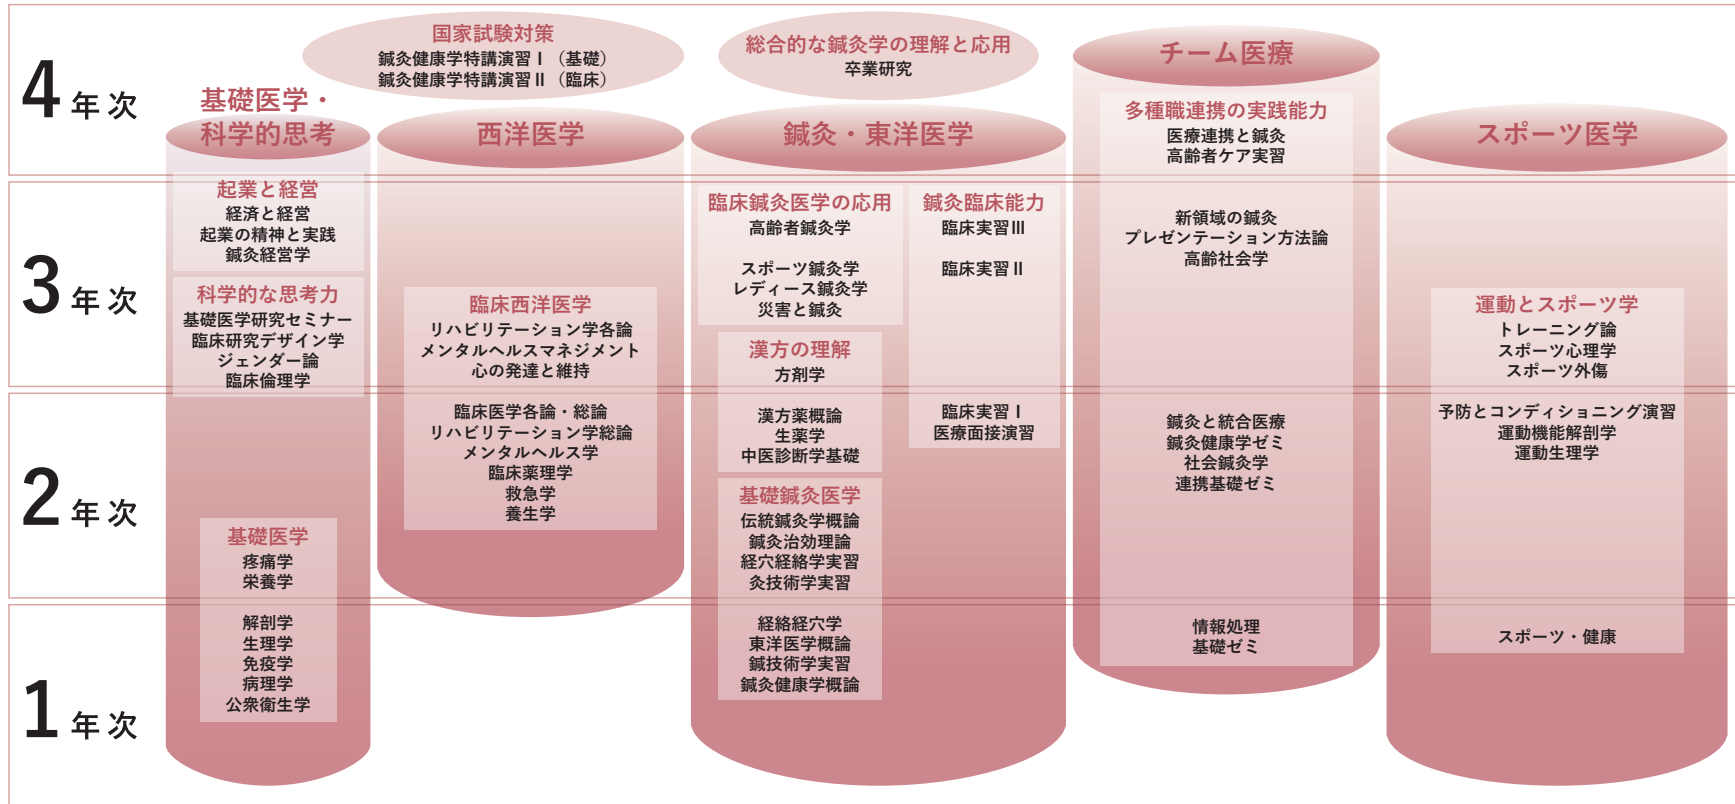 4年次
国家試験対策
鍼灸健康学特講演習Ⅰ(基礎)
鍼灸健康学特講演習Ⅱ(臨床)
総合的な鍼灸学の理解と応用
卒業研究
基礎医学・
科学的思考
西洋医学
鍼灸・東洋医学
チーム医療
スポーツ医学
多種職連携の実践能力
医療連携と鍼灸
高齢者ケア実習
3年次
起業と経営
経済と経営
起業の精神と実践
鍼灸経営学
科学的な思考力
基礎医学研究セミナー
臨床研究デザイン学
ジェンダー論
臨床倫理学
臨床西洋医学
リハビリテーション学各論
メンタルヘルスマネジメント
心の発達と維持
臨床鍼灸医学の応用
高齢者鍼灸学
スポーツ鍼灸学
レディース鍼灸学
災害と鍼灸
漢方の理解
方剤学
鍼灸臨床能力
臨床実習Ⅲ
臨床実習Ⅱ
新領域の鍼灸
プレゼンテーション方法論
高齢社会学
運動とスポーツ学
トレーニング論
スポーツ心理学
スポーツ外傷
2年次
基礎医学
疼痛学
栄養学
臨床医学各論・総論
リハビリテーション学総論
メンタルヘルス学
臨床薬理学
救急学
養生学
漢方薬概論
生薬学
中医診断学基礎
基礎鍼灸医学
伝統鍼灸学概論
鍼灸治効理論
経穴経絡学実習
灸技術学実習
臨床実習Ⅰ
医療面接演習
鍼灸と統合医療
鍼灸健康学ゼミ
社会鍼灸学
連携基礎ゼミ
予防とコンディショニング演習
運動機能解剖学
運動生理学
1年次
解剖学
生理学
免疫学
病理学
公衆衛生学
経絡経穴学
東洋医学概論
鍼技術学実習
鍼灸健康学概論
情報処理
基礎ゼミ
スポーツ・健康